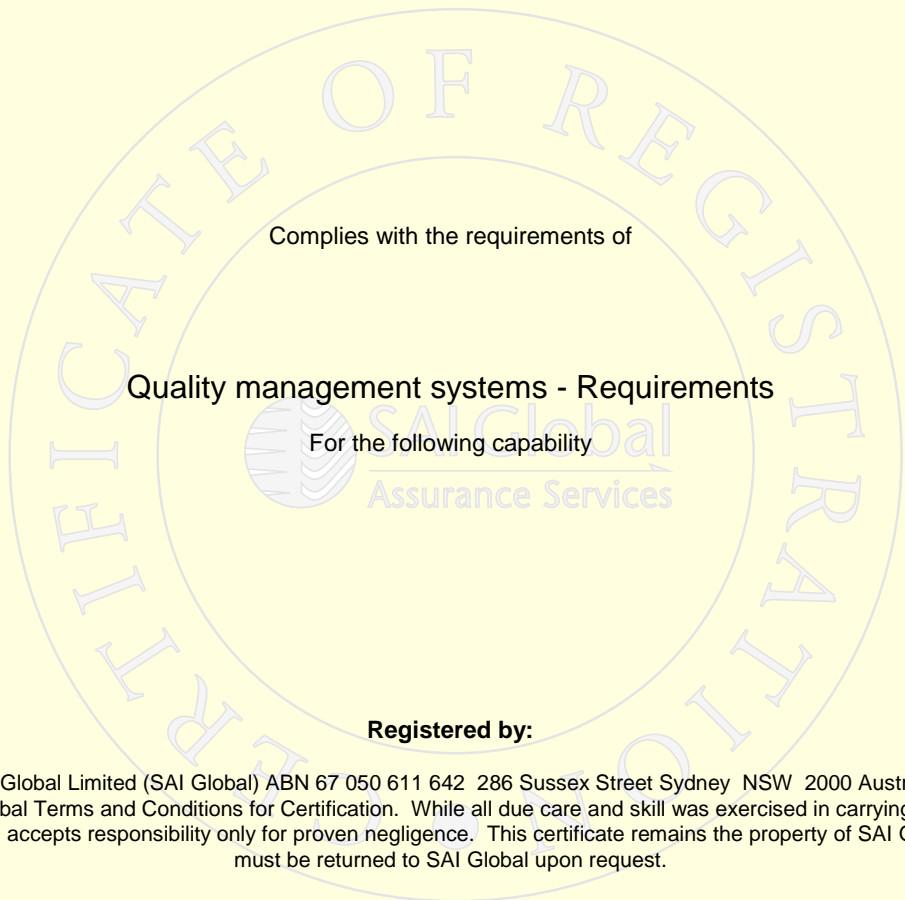 CERTIFICATE OF REGISTRATION
Complies with the requirements of
Quality management systems - Requirements
SAI Global
For the following capability
Assurance Services
Registered by:
Global Limited (SAI Global) ABN 67 050 611 642 286 Sussex Street Sydney NSW 2000 Austr
bal Terms and Conditions for Certification. While all due care and skill was exercised in carrying
accepts responsibility only for proven negligence. This certificate remains the property of SAI G
must be returned to SAI Global upon request.